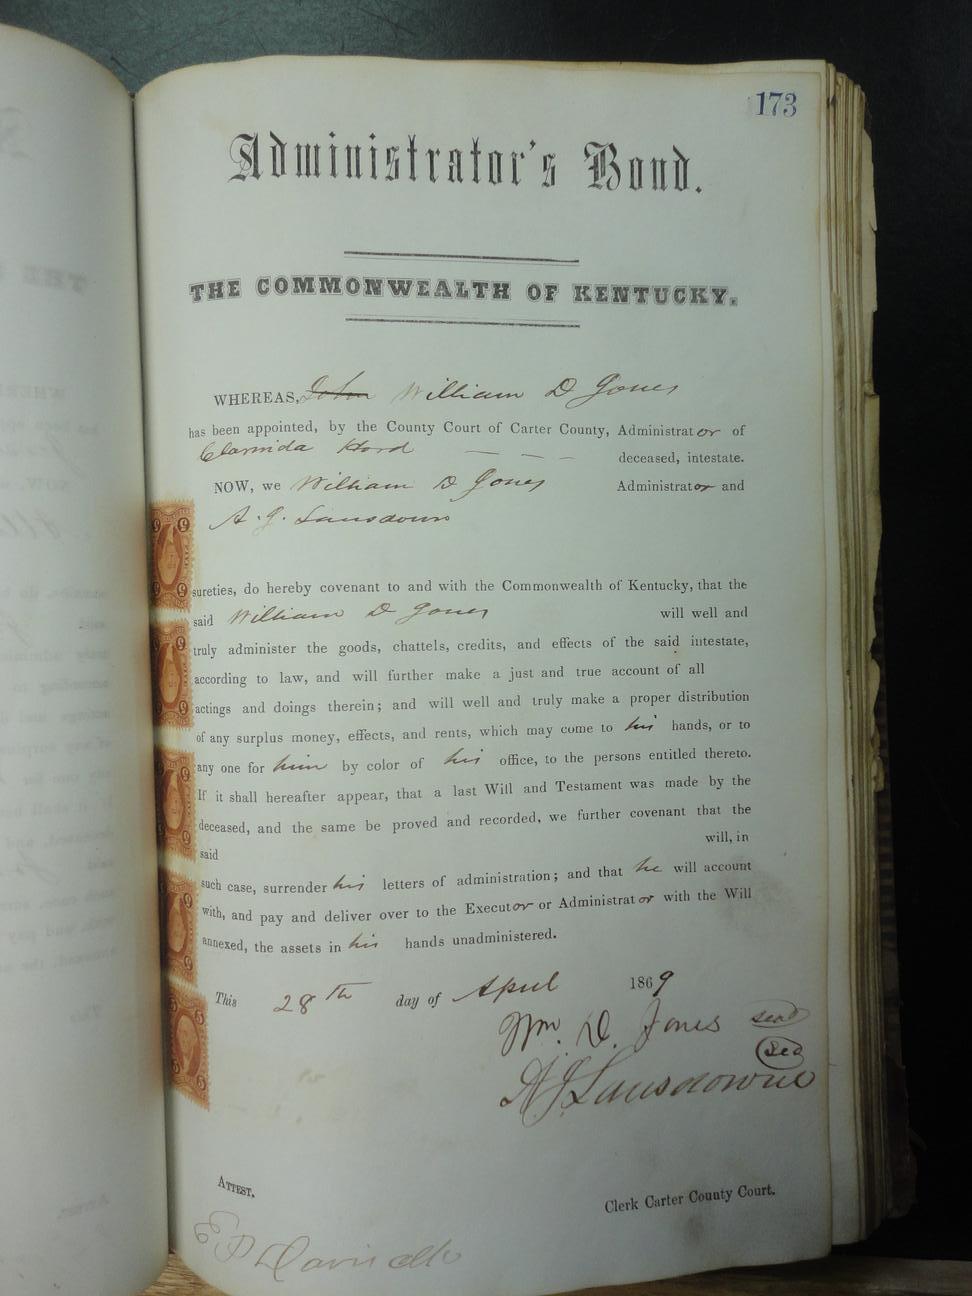 173
Administrator's Bond.
THE COMMONWEALTH OF KENTUCKY.
WHEREAS, John William D Jones
has been appointed, by the County Court of Carter County, Administrator of
Clarinda Hord — — — deceased, intestate.
NOW, we William D Jones Administrator and
A. J. Lansdown
sureties, do hereby covenant to and with the Commonwealth of Kentucky, that the
said William D Jones will well and
truly administer the goods, chattels, credits, and effects of the said intestate,
according to law, and will further make a just and true account of all
actings and doings therein; and will well and truly make a proper distribution
of any surplus money, effects, and rents, which may come to his hands, or to
any one for him by color of his office, to the persons entitled thereto.
If it shall hereafter appear, that a last Will and Testament was made by the
deceased, and the same be proved and recorded, we further covenant that the
said will, in
such case, surrender his letters of administration; and that he will account
with, and pay and deliver over to the Executor or Administrator with the Will
annexed, the assets in his hands unadministered.
This 28th day of April 1869
Wm. D. Jones seal
A J Lansdowne
ATTEST.
Clerk Carter County Court.
E D Davis